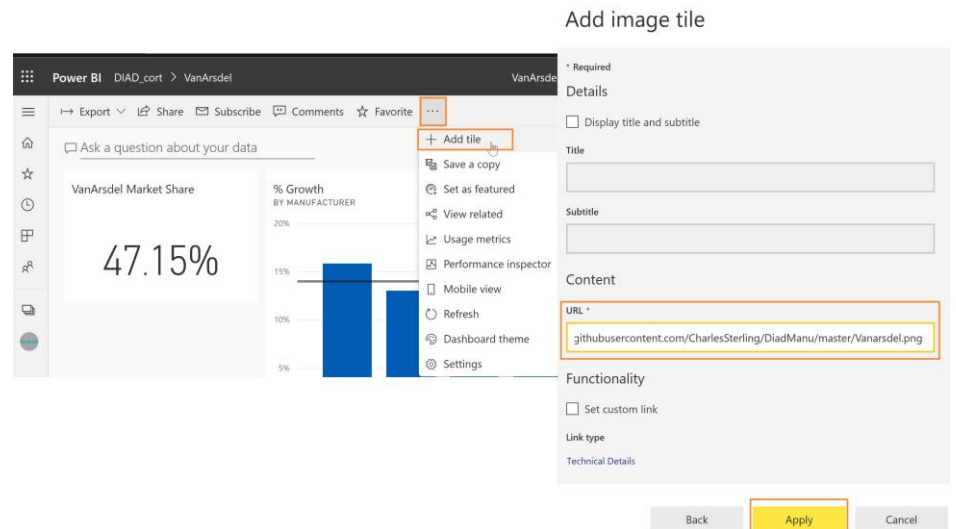 Add image tile
* Required
Details
Display title and subtitle
Title
Subtitle
Content
URL *
githubusercontent.com/CharlesSterling/DiadManu/master/Vanarsdel.png
Functionality
Set custom link
Link type
Technical Details
Back Apply Cancel
Power BI DIAD_cort > VanArsdel VanArsde
Export Share Subscribe Comments Favorite ...
Ask a question about your data
VanArsdel Market Share
47.15%
% Growth
BY MANUFACTURER
20%
15%
10%
5%
+ Add tile
Save a copy
Set as featured
View related
Usage metrics
Performance inspector
Mobile view
Refresh
Dashboard theme
Settings